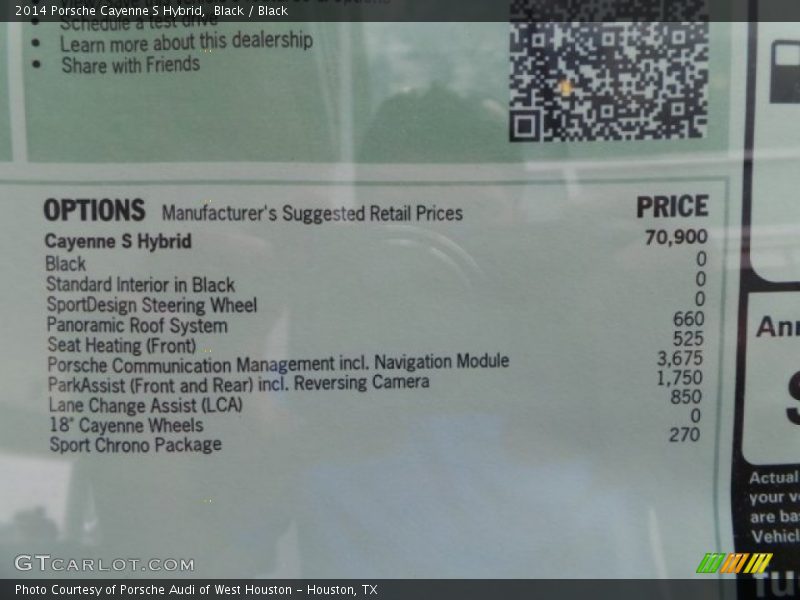 2014 Porsche Cayenne S Hybrid, Black / Black
Schedule a test drive
• Learn more about this dealership
• Share with Friends
OPTIONS Manufacturer's Suggested Retail Prices PRICE
Cayenne S Hybrid 70,900
Black 0
Standard Interior in Black 0
SportDesign Steering Wheel 0
Panoramic Roof System 660
Seat Heating (Front) 525
Porsche Communication Management incl. Navigation Module 3,675
ParkAssist (Front and Rear) incl. Reversing Camera 1,750
Lane Change Assist (LCA) 850
18" Cayenne Wheels 0
Sport Chrono Package 270
Actual
are
GTCARLOT.COM
Photo Courtesy of Porsche Audi of West Houston – Houston, TX